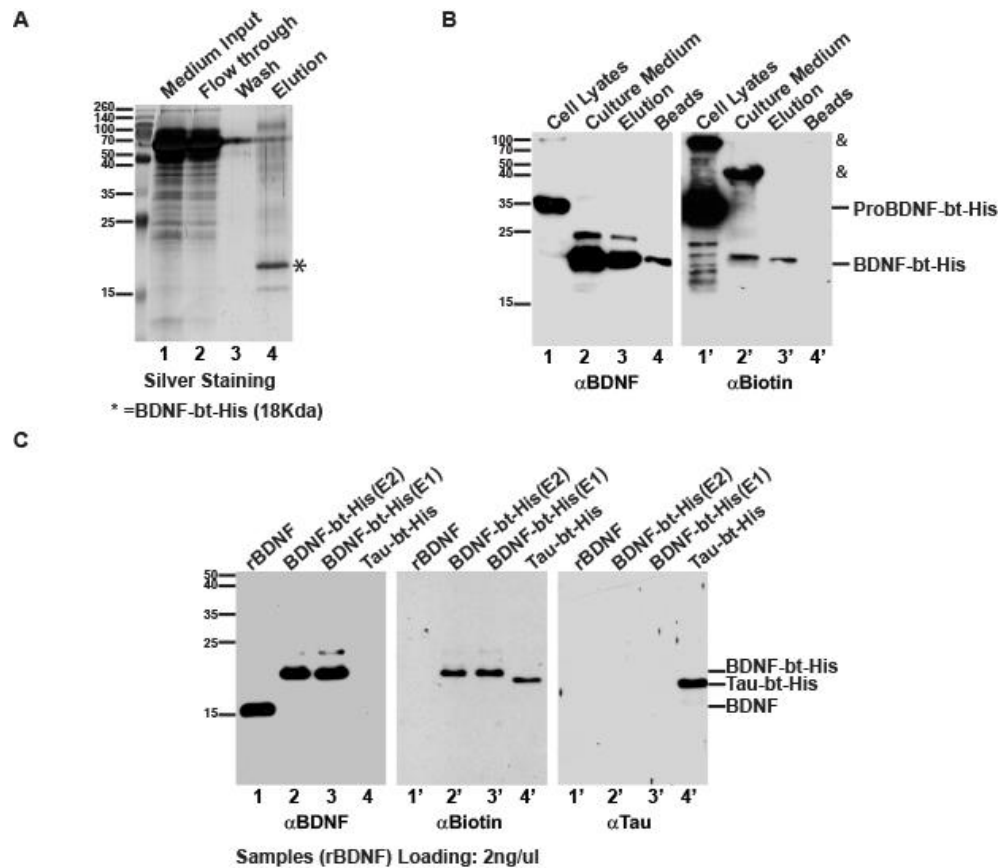 A
Medium Input
Flow through
Wash
Elution
260
140
100
70
50
40
35
25
15
*
1 2 3 4
Silver Staining
* =BDNF-bt-His (18Kda)
B
Cell Lyates
Culture Medium
Elution
Beads
Cell Lyates
Culture Medium
Elution
Beads
100
70
50
40
35
25
15
&
&
ProBDNF-bt-His
BDNF-bt-His
1 2 3 4
1' 2' 3' 4'
αBDNF
αBiotin
C
rBDNF
BDNF-bt-His(E2)
BDNF-bt-His(E1)
Tau-bt-His
rBDNF
BDNF-bt-His(E2)
BDNF-bt-His(E1)
Tau-bt-His
rBDNF
BDNF-bt-His(E2)
BDNF-bt-His(E1)
Tau-bt-His
50
40
35
25
15
BDNF-bt-His
Tau-bt-His
BDNF
1 2 3 4
1' 2' 3' 4'
1' 2' 3' 4'
αBDNF
αBiotin
αTau
Samples (rBDNF) Loading: 2ng/ul